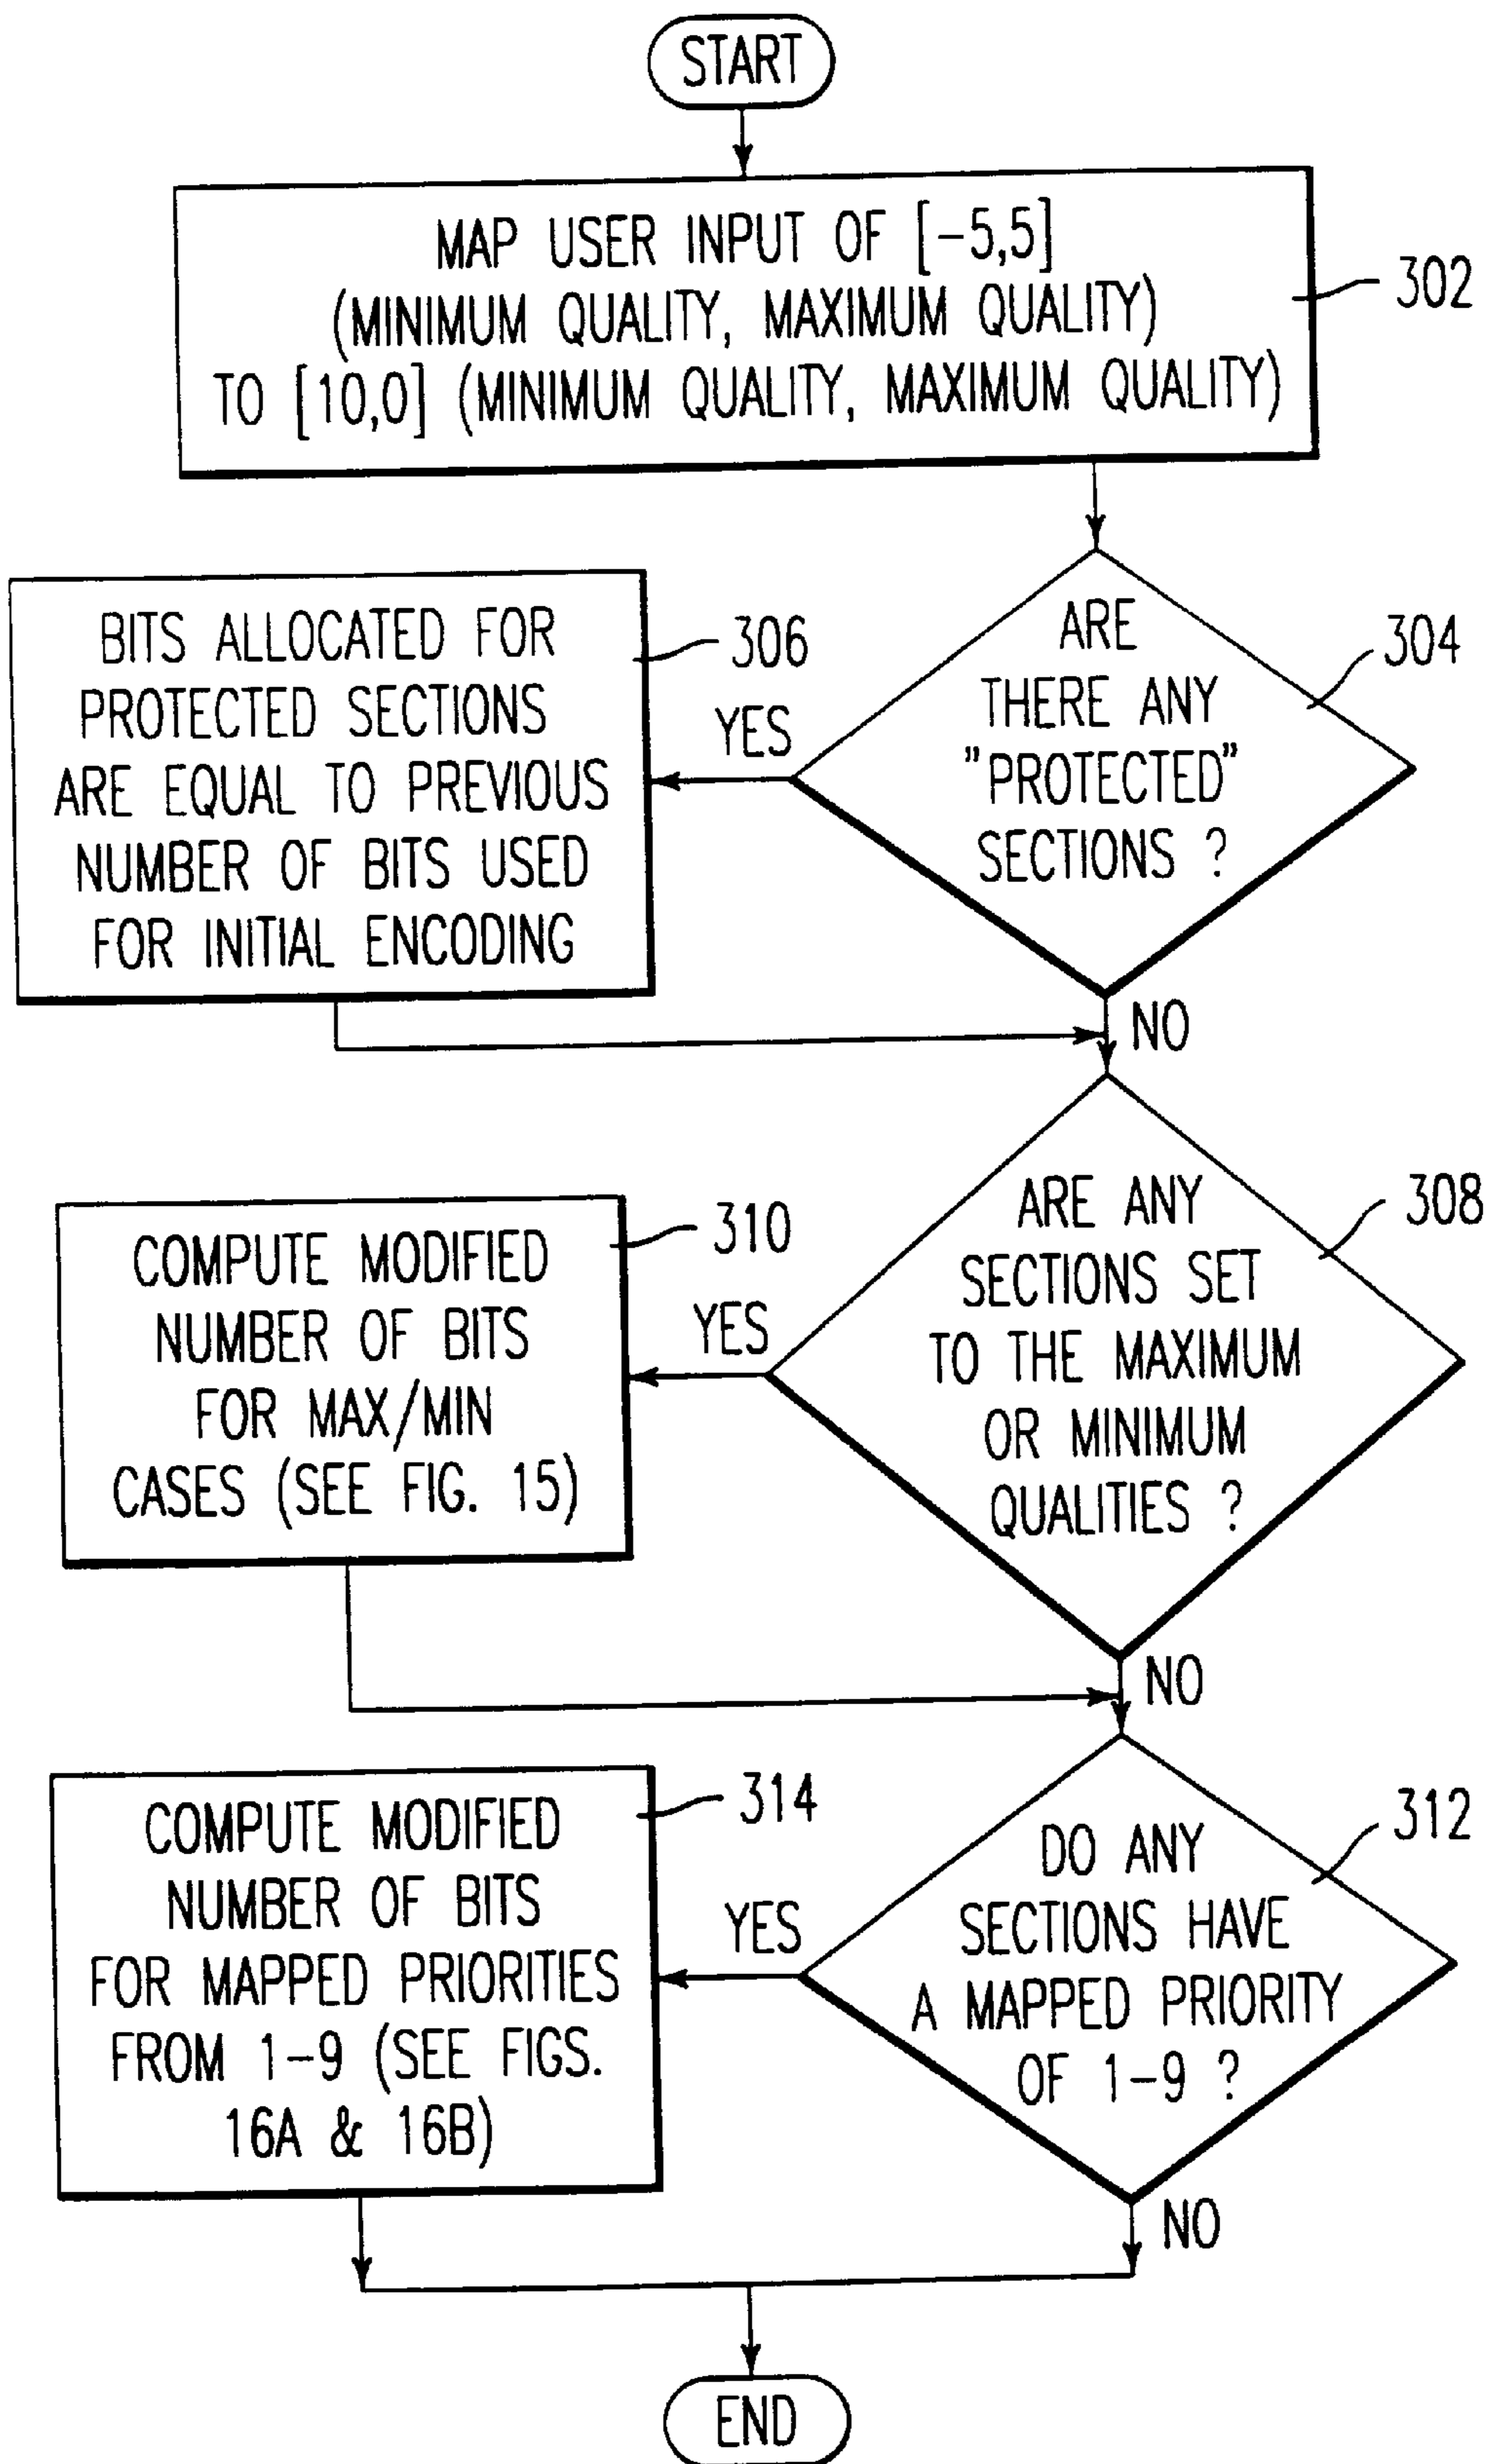 START
MAP USER INPUT OF [-5,5]
(MINIMUM QUALITY, MAXIMUM QUALITY)
TO [10,0] (MINIMUM QUALITY, MAXIMUM QUALITY)
302
ARE
THERE ANY
"PROTECTED"
SECTIONS ?
304
YES
BITS ALLOCATED FOR
PROTECTED SECTIONS
ARE EQUAL TO PREVIOUS
NUMBER OF BITS USED
FOR INITIAL ENCODING
306
NO
ARE ANY
SECTIONS SET
TO THE MAXIMUM
OR MINIMUM
QUALITIES ?
308
YES
COMPUTE MODIFIED
NUMBER OF BITS
FOR MAX/MIN
CASES (SEE FIG. 15)
310
NO
DO ANY
SECTIONS HAVE
A MAPPED PRIORITY
OF 1-9 ?
312
YES
COMPUTE MODIFIED
NUMBER OF BITS
FOR MAPPED PRIORITIES
FROM 1-9 (SEE FIGS.
16A & 16B)
314
NO
END